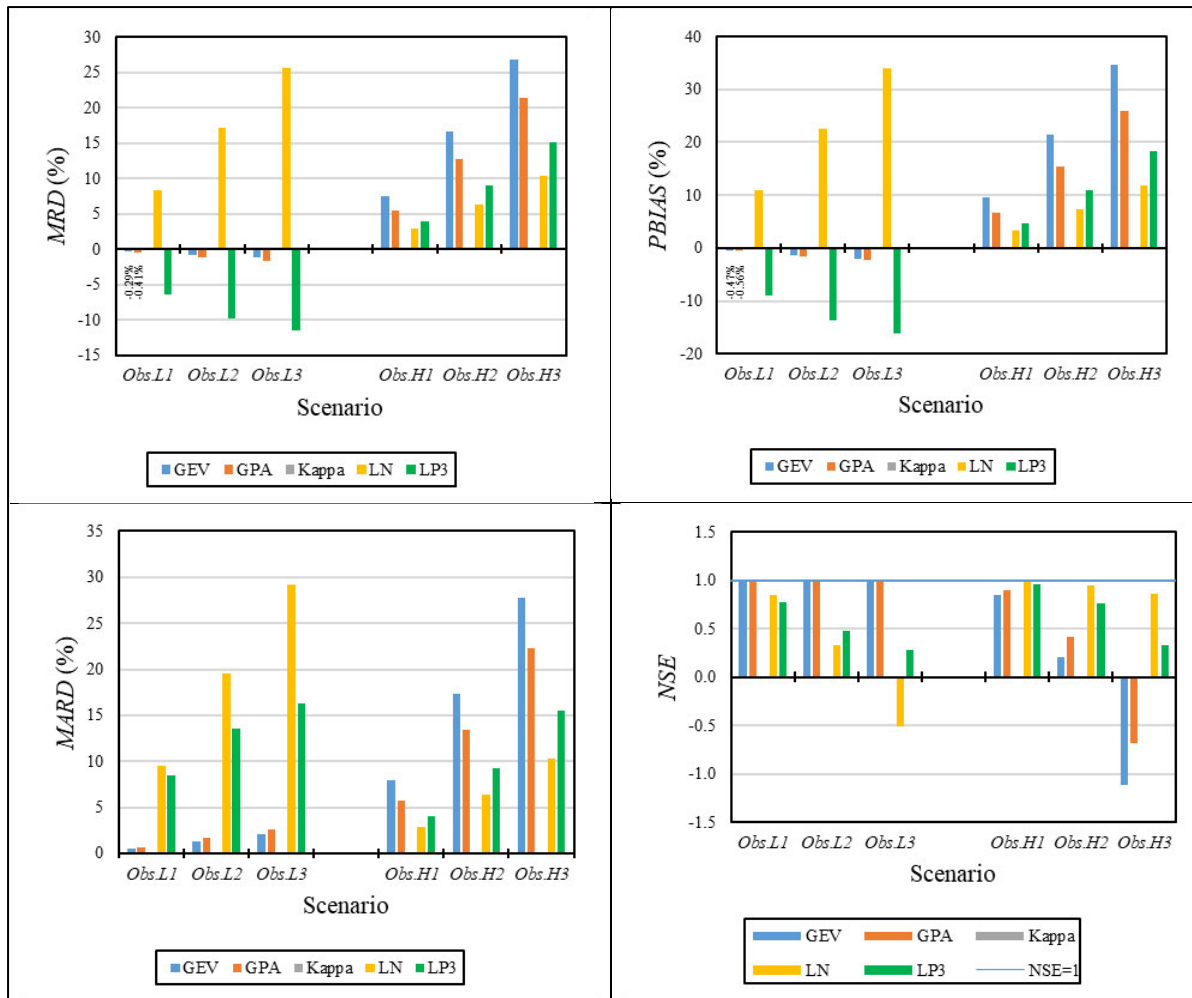 MRD (%)
30
25
20
15
10
5
0
-5
-10
-15
-0.29%
-0.41%
Obs.L1 Obs.L2 Obs.L3 Obs.H1 Obs.H2 Obs.H3
Scenario
GEV GPA Kappa LN LP3
PBIAS (%)
40
30
20
10
0
-10
-20
-0.47%
-0.56%
Obs.L1 Obs.L2 Obs.L3 Obs.H1 Obs.H2 Obs.H3
Scenario
GEV GPA Kappa LN LP3
MARD (%)
35
30
25
20
15
10
5
0
Obs.L1 Obs.L2 Obs.L3 Obs.H1 Obs.H2 Obs.H3
Scenario
GEV GPA Kappa LN LP3
NSE
1.5
1.0
0.5
0.0
-0.5
-1.0
-1.5
Obs.L1 Obs.L2 Obs.L3 Obs.H1 Obs.H2 Obs.H3
Scenario
GEV GPA Kappa
LN LP3 NSE=1